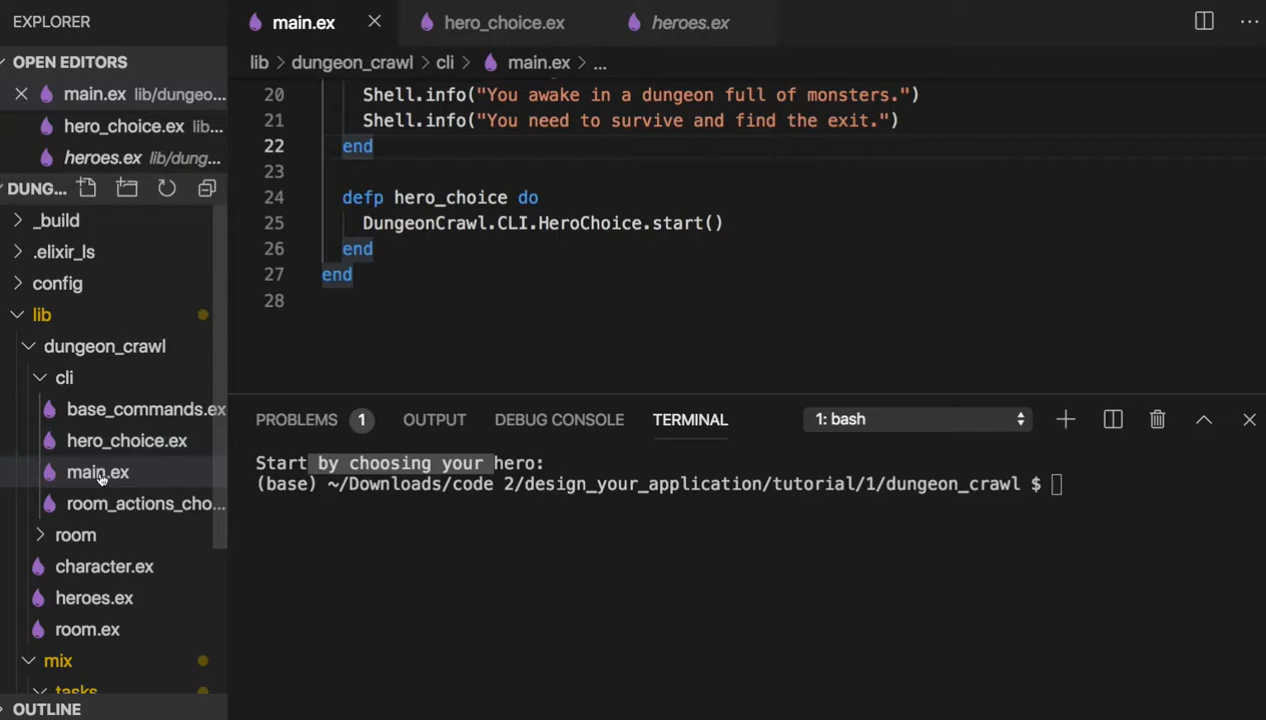 EXPLORER
OPEN EDITORS
main.ex lib/dungeo...
hero_choice.ex lib...
heroes.ex lib/dung...
DUNG...
_build
.elixir_ls
config
lib
dungeon_crawl
cli
base_commands.ex
hero_choice.ex
main.ex
room_actions_cho...
room
character.ex
heroes.ex
room.ex
mix
tasks
OUTLINE
main.ex hero_choice.ex heroes.ex
lib > dungeon_crawl > cli > main.ex > ...
20 Shell.info("You awake in a dungeon full of monsters.")
21 Shell.info("You need to survive and find the exit.")
22 end
23
24 defp hero_choice do
25 DungeonCrawl.CLI.HeroChoice.start()
26 end
27 end
28
PROBLEMS 1 OUTPUT DEBUG CONSOLE TERMINAL 1: bash
Start by choosing your hero:
(base) ~/Downloads/code 2/design_your_application/tutorial/1/dungeon_crawl $